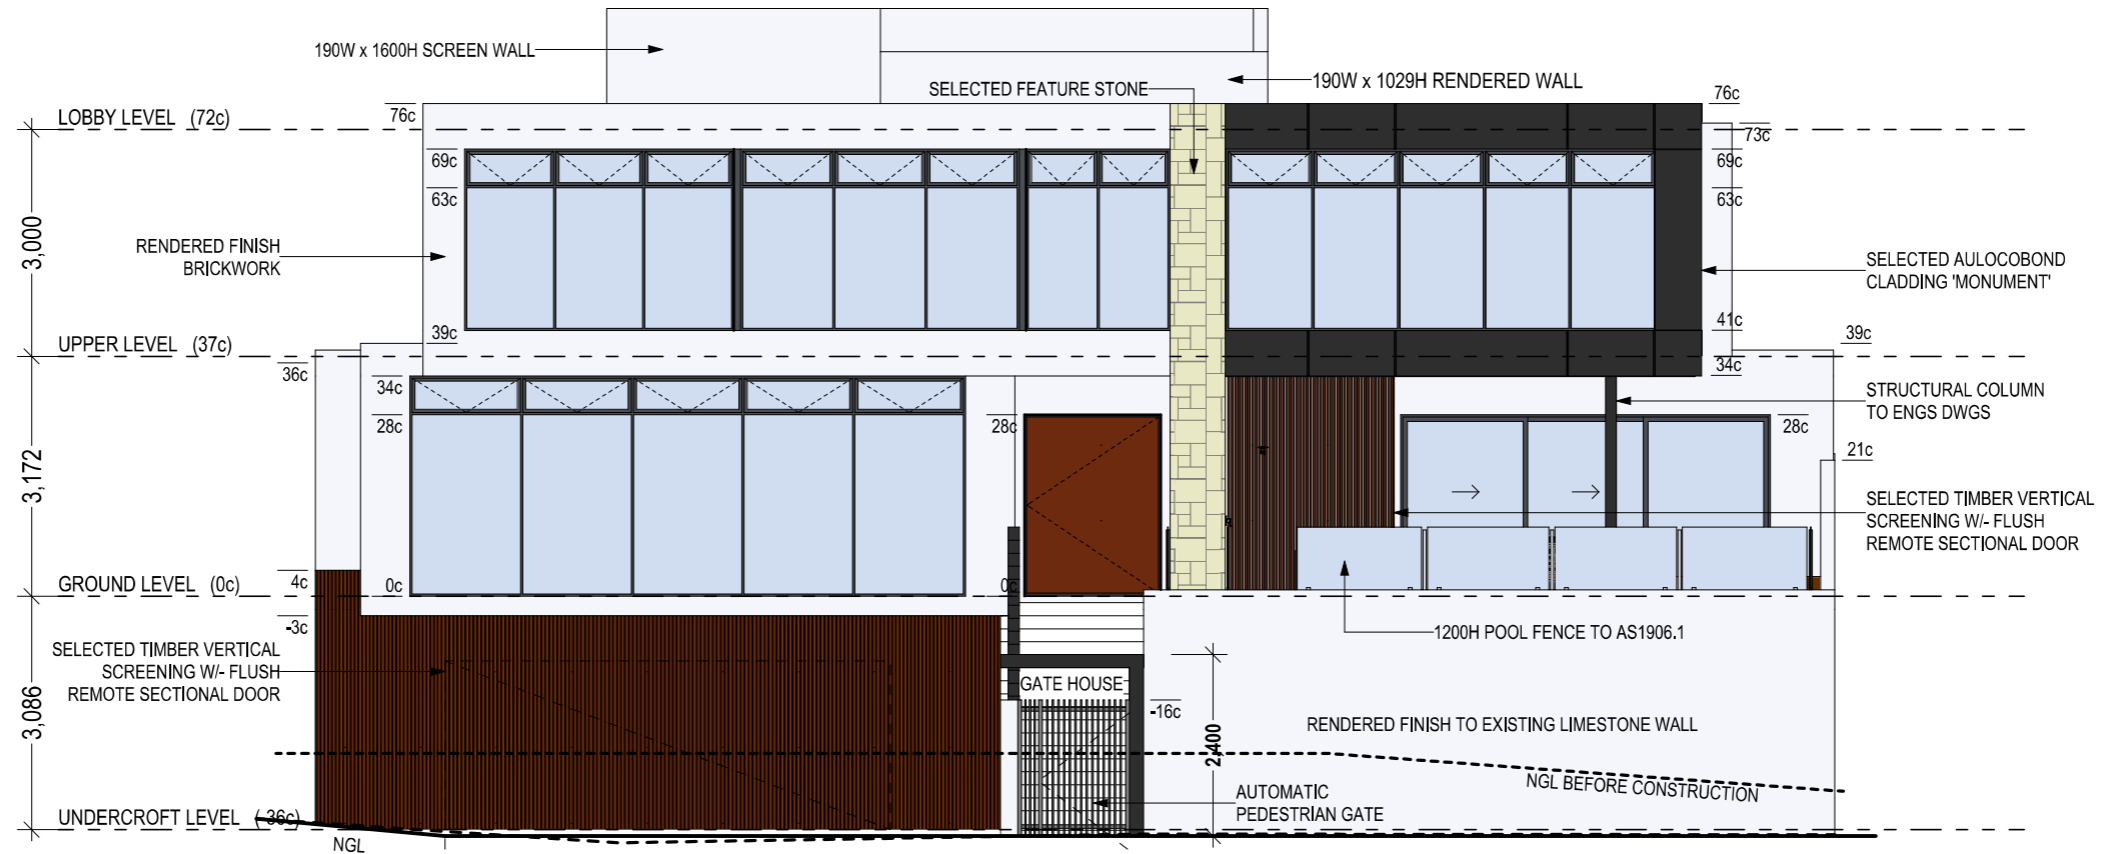 190W x 1600H SCREEN WALL
190W x 1029H RENDERED WALL
SELECTED FEATURE STONE
76c
76c
LOBBY LEVEL (72c)
73c
69c
69c
63c
63c
3,000
RENDERED FINISH
BRICKWORK
SELECTED AULOCOBOND
CLADDING 'MONUMENT'
39c
41c
39c
UPPER LEVEL (37c)
36c
34c
34c
STRUCTURAL COLUMN
TO ENGS DWGS
28c
28c
28c
21c
3,172
SELECTED TIMBER VERTICAL
SCREENING W/- FLUSH
REMOTE SECTIONAL DOOR
GROUND LEVEL (0c)
4c
0c
0c
-3c
1200H POOL FENCE TO AS1906.1
SELECTED TIMBER VERTICAL
SCREENING W/- FLUSH
REMOTE SECTIONAL DOOR
3,086
GATE HOUSE
-16c
2,400
RENDERED FINISH TO EXISTING LIMESTONE WALL
NGL BEFORE CONSTRUCTION
AUTOMATIC
PEDESTRIAN GATE
UNDERCROFT LEVEL (-36c)
NGL